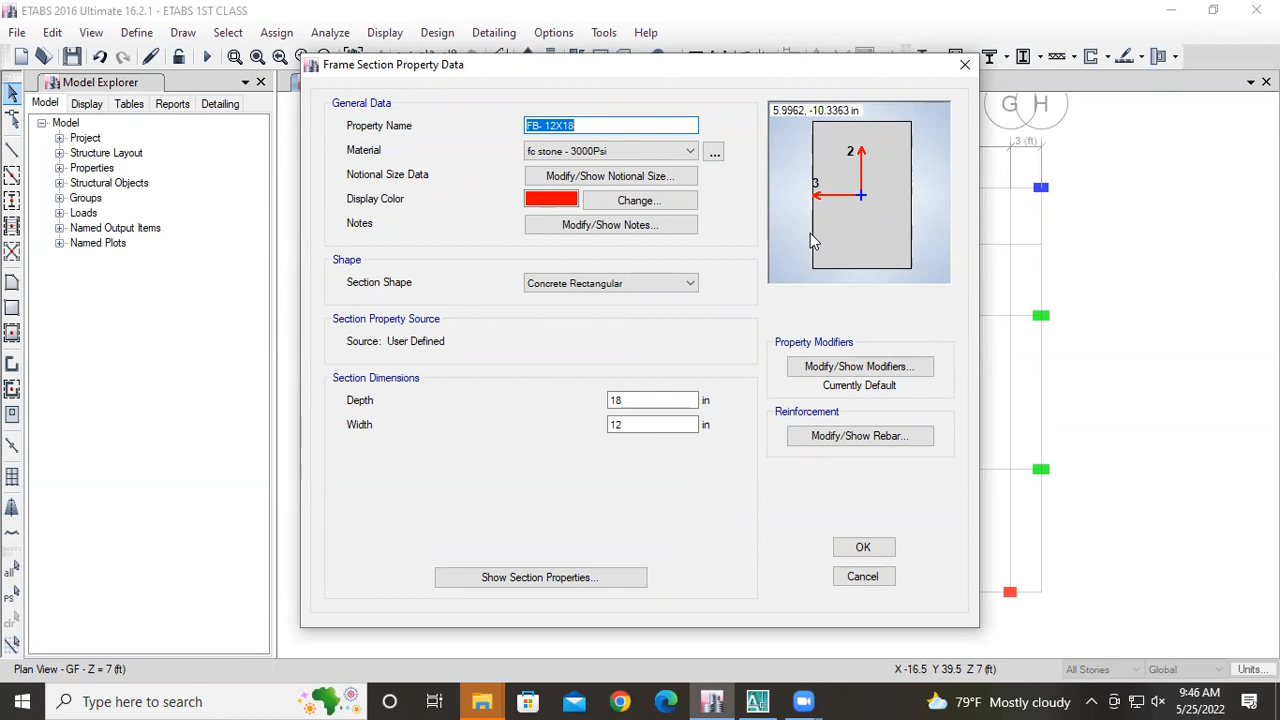 ETABS 2016 Ultimate 16.2.1 - ETABS 1ST CLASS
File Edit View Define Draw Select Assign Analyze Display Design Detailing Options Tools Help
Model Explorer
Model Display Tables Reports Detailing
Model
Project
Structure Layout
Properties
Structural Objects
Groups
Loads
Named Output Items
Named Plots
all
PS
clr
Frame Section Property Data
General Data
Property Name FB- 12X18
Material fc stone - 3000Psi ...
Notional Size Data Modify/Show Notional Size...
Display Color Change...
Notes Modify/Show Notes...
Shape
Section Shape Concrete Rectangular
Section Property Source
Source: User Defined
Section Dimensions
Depth 18 in
Width 12 in
Show Section Properties...
5.9962, -10.3363 in
2
3
Property Modifiers
Modify/Show Modifiers...
Currently Default
Reinforcement
Modify/Show Rebar...
OK
Cancel
G H
3 (ft)
Plan View - GF - Z = 7 (ft) X -16.5 Y 39.5 Z 7 (ft) All Stories Global Units...
Type here to search
79°F Mostly cloudy
9:46 AM
5/25/2022